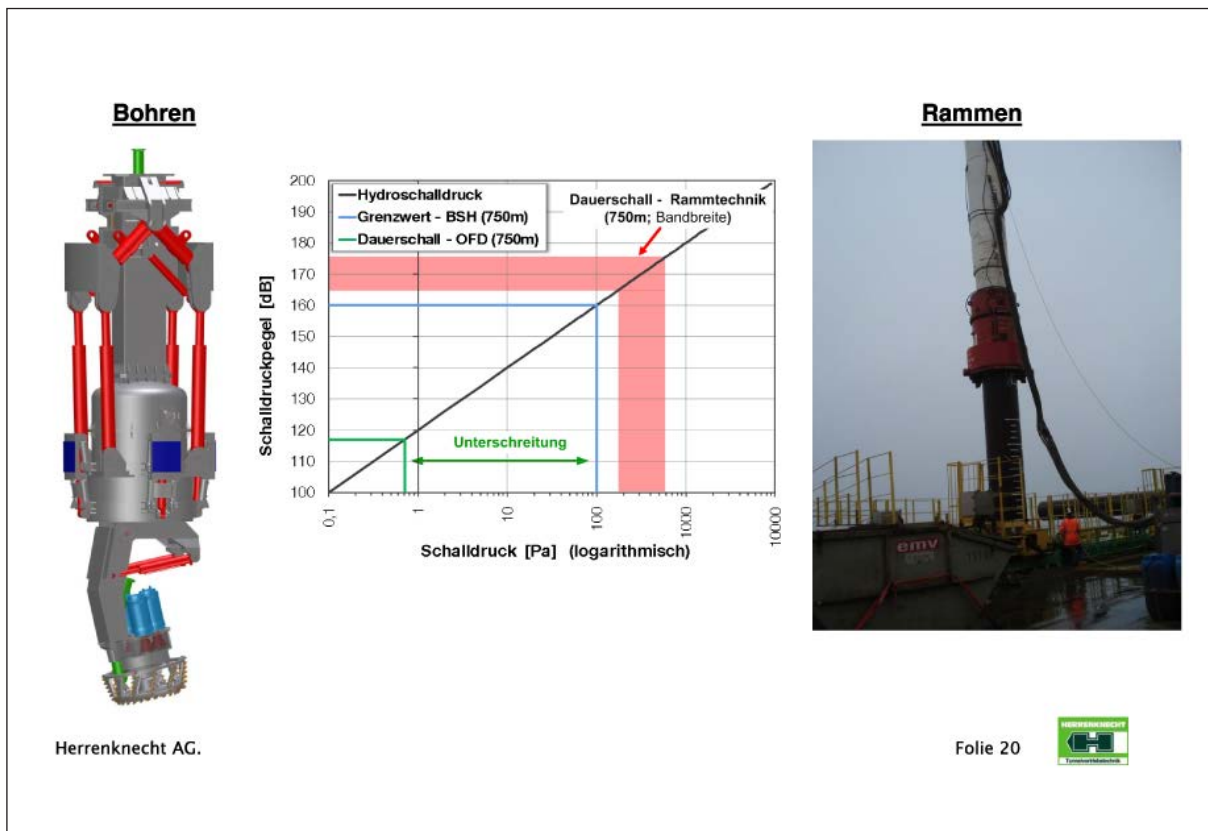 Bohren
Rammen
200
190
180
170
160
150
140
130
120
110
100
Schalldruckpegel [dB]
Hydroschalldruck
Grenzwert - BSH (750m)
Dauerschall - OFD (750m)
Dauerschall - Rammtechnik
(750m; Bandbreite)
Unterschreitung
0,1
1
10
100
1000
10000
Schalldruck [Pa] (logarithmisch)
emv
Herrenknecht AG.
Folie 20
HERRENKNECHT
Tunnelvortriebstechnik